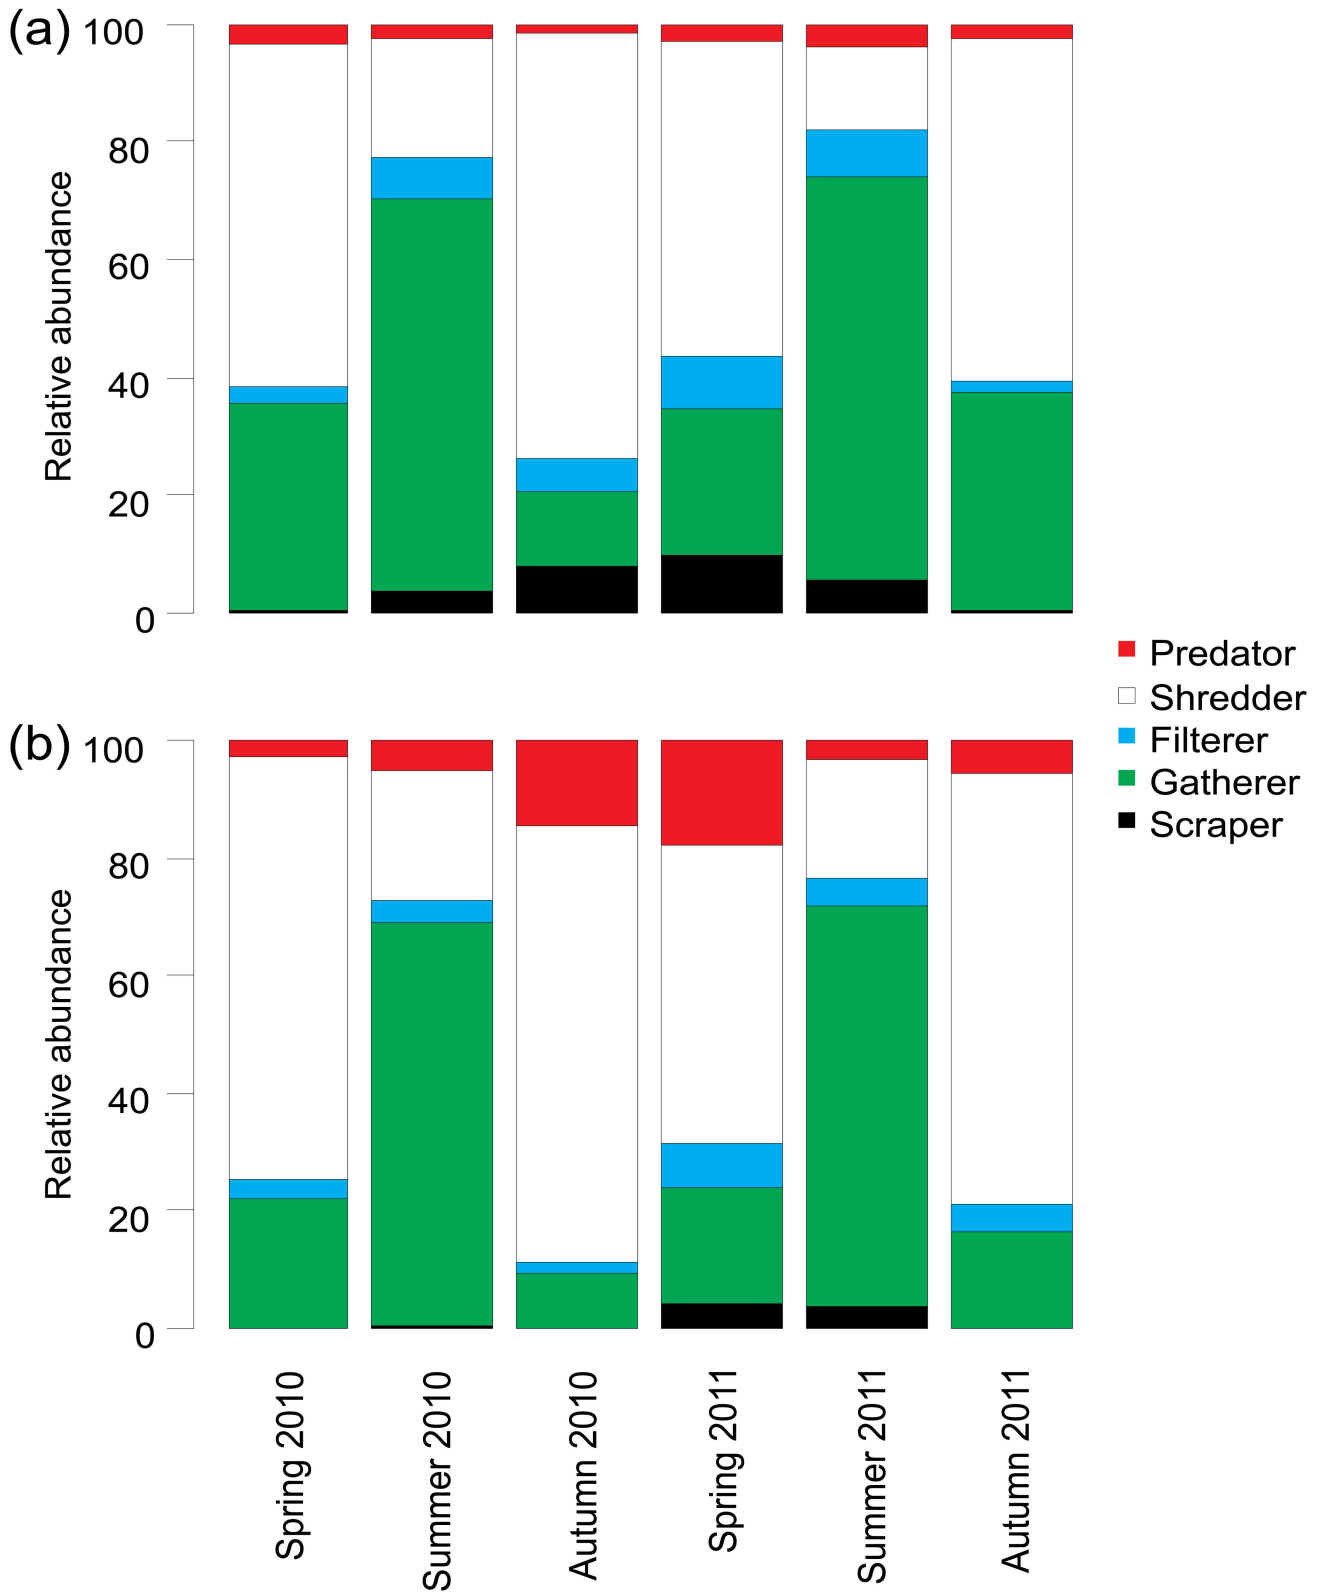 (a)
100
80
60
40
20
0
Relative abundance
Predator
Shredder
Filterer
Gatherer
Scraper
(b)
100
80
60
40
20
0
Relative abundance
Spring 2010
Summer 2010
Autumn 2010
Spring 2011
Summer 2011
Autumn 2011